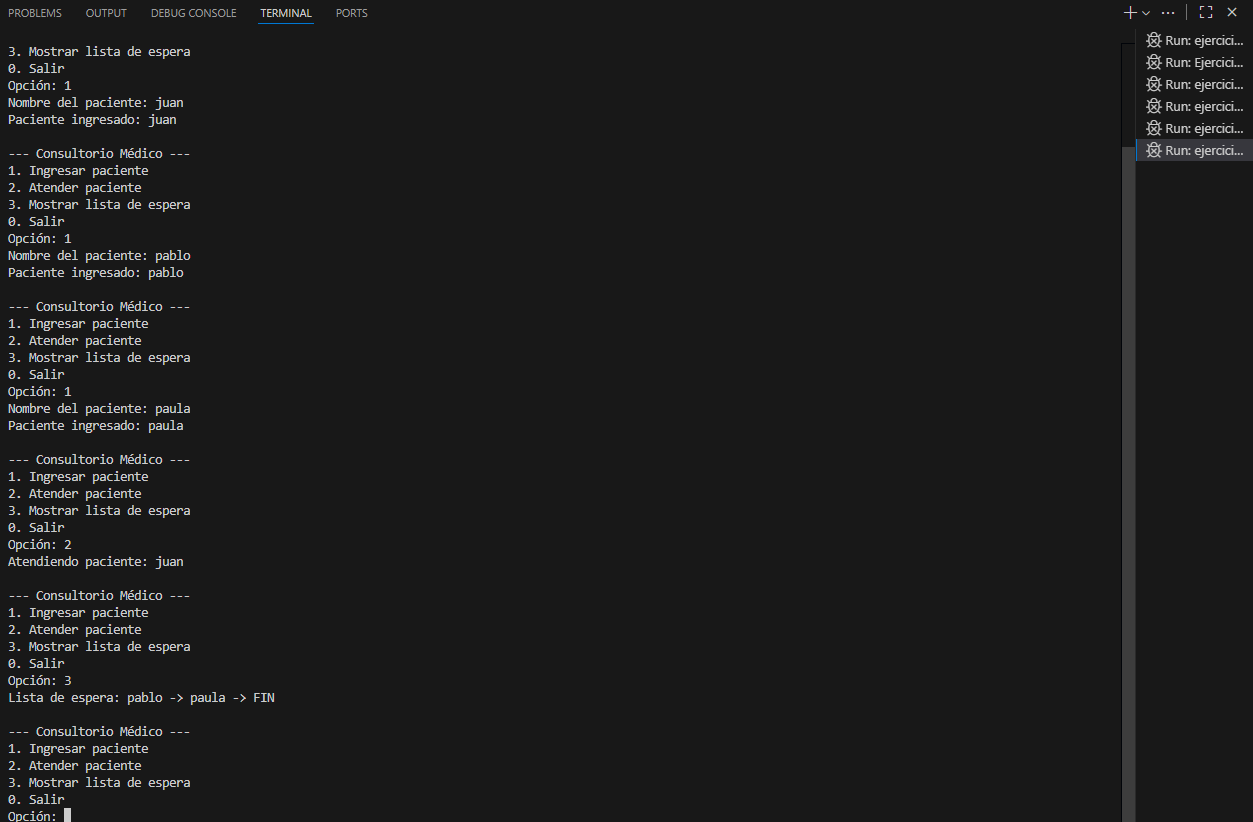 PROBLEMS OUTPUT DEBUG CONSOLE TERMINAL PORTS
3. Mostrar lista de espera
0. Salir
Opción: 1
Nombre del paciente: juan
Paciente ingresado: juan
--- Consultorio Médico ---
1. Ingresar paciente
2. Atender paciente
3. Mostrar lista de espera
0. Salir
Opción: 1
Nombre del paciente: pablo
Paciente ingresado: pablo
--- Consultorio Médico ---
1. Ingresar paciente
2. Atender paciente
3. Mostrar lista de espera
0. Salir
Opción: 1
Nombre del paciente: paula
Paciente ingresado: paula
--- Consultorio Médico ---
1. Ingresar paciente
2. Atender paciente
3. Mostrar lista de espera
0. Salir
Opción: 2
Atendiendo paciente: juan
--- Consultorio Médico ---
1. Ingresar paciente
2. Atender paciente
3. Mostrar lista de espera
0. Salir
Opción: 3
Lista de espera: pablo -> paula -> FIN
--- Consultorio Médico ---
1. Ingresar paciente
2. Atender paciente
3. Mostrar lista de espera
0. Salir
Opción:
Run: ejercici...
Run: Ejercici...
Run: ejercici...
Run: ejercici...
Run: ejercici...
Run: ejercici...